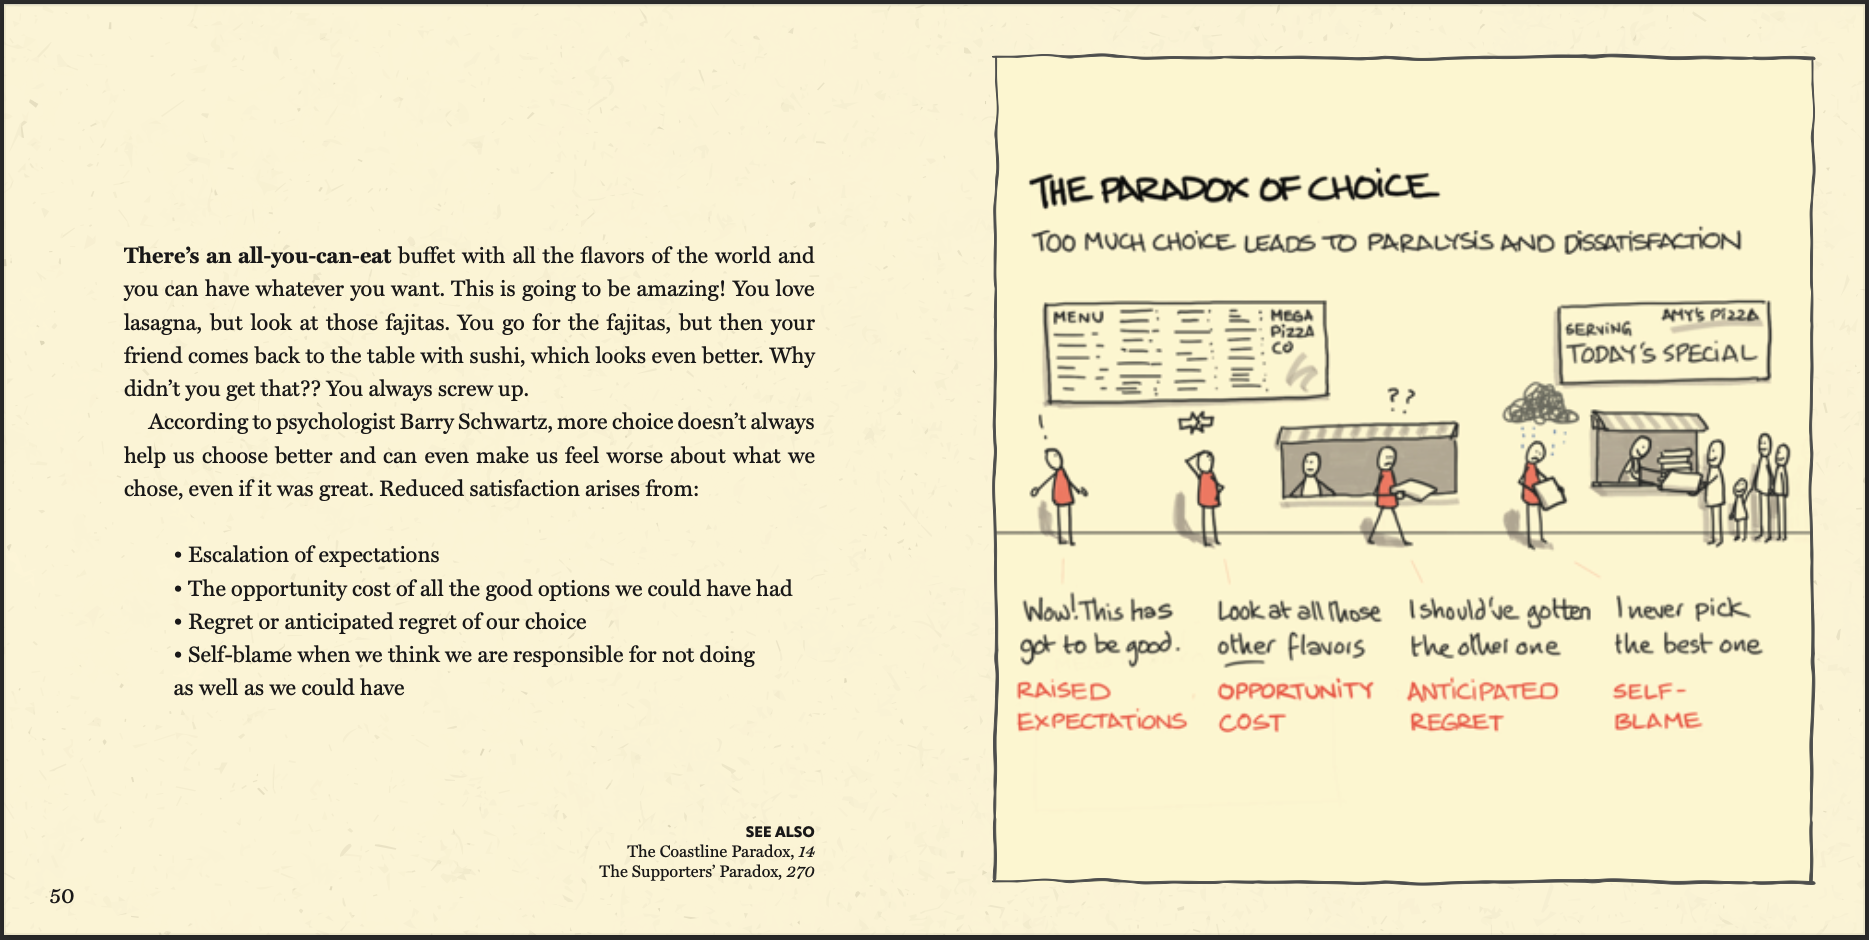 There’s an all-you-can-eat buffet with all the flavors of the world and
you can have whatever you want. This is going to be amazing! You love
lasagna, but look at those fajitas. You go for the fajitas, but then your
friend comes back to the table with sushi, which looks even better. Why
didn’t you get that?? You always screw up.
According to psychologist Barry Schwartz, more choice doesn’t always
help us choose better and can even make us feel worse about what we
chose, even if it was great. Reduced satisfaction arises from:
• Escalation of expectations
• The opportunity cost of all the good options we could have had
• Regret or anticipated regret of our choice
• Self-blame when we think we are responsible for not doing
as well as we could have
SEE ALSO
The Coastline Paradox, 14
The Supporters’ Paradox, 270
50
THE PARADOX OF CHOICE
TOO MUCH CHOICE LEADS TO PARALYSIS AND DISSATISFACTION
MENU
MEGA
PIZZA
CO
AMY'S PIZZA
SERVING
TODAY'S SPECIAL
!
??
Wow! This has
got to be good.
RAISED
EXPECTATIONS
Look at all those
other flavors
OPPORTUNITY
COST
I should've gotten
the other one
ANTICIPATED
REGRET
I never pick
the best one
SELF-
BLAME